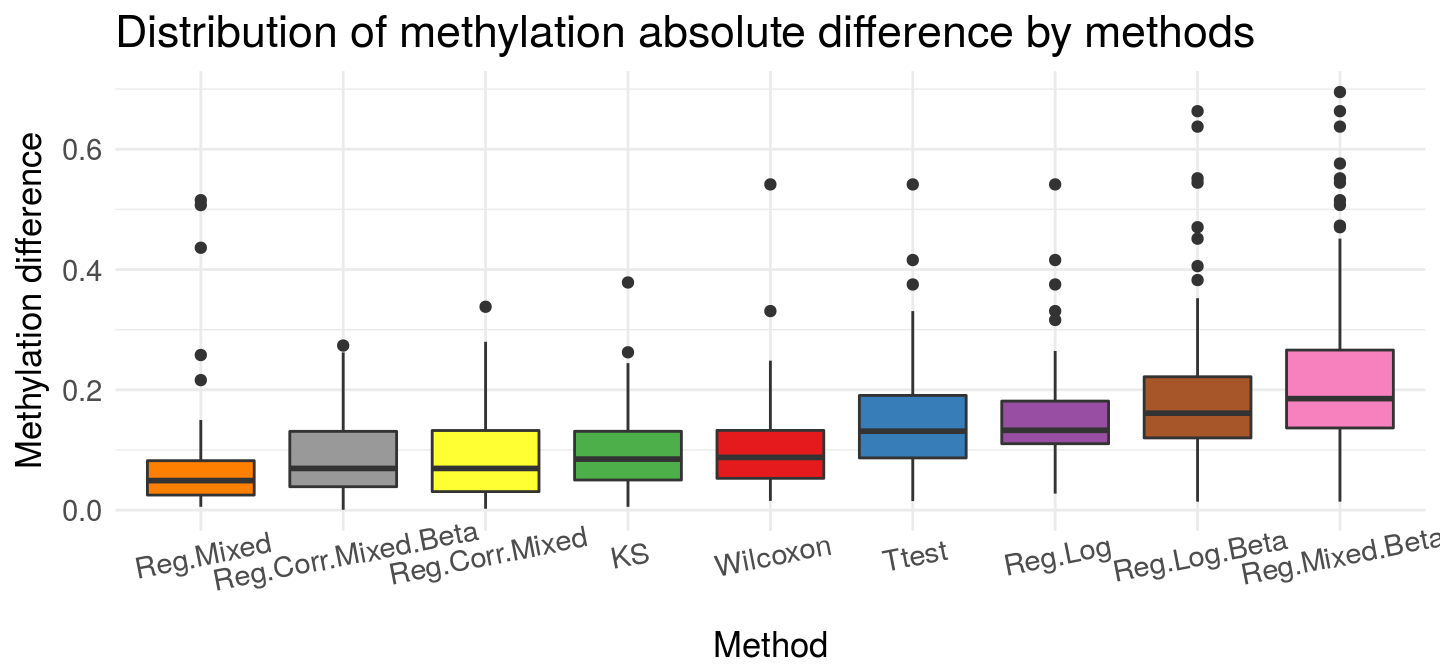 Distribution of methylation absolute difference by methods
Methylation difference
0.6
0.4
0.2
0.0
Reg.Mixed
Reg.Corr.Mixed.Beta
Reg.Corr.Mixed
KS
Wilcoxon
Ttest
Reg.Log
Reg.Log.Beta
Reg.Mixed.Beta
Method